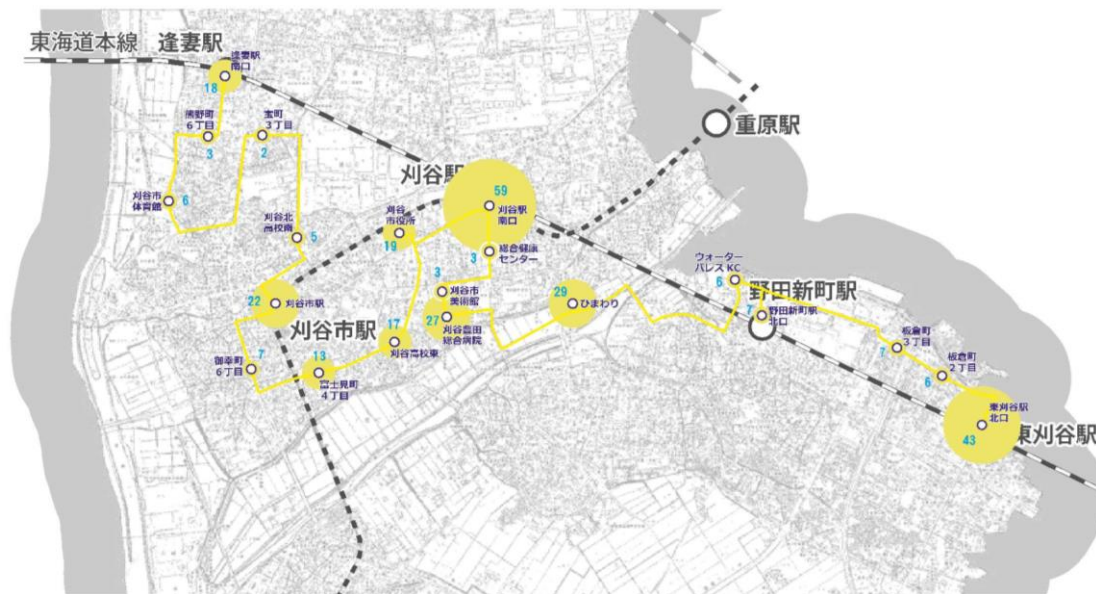 東海道本線 逢妻駅
逢妻駅
南口
18
熊野町
6丁目
3
宝町
3丁目
2
重原駅
刈谷市
体育館
6
刈谷北
高校南
5
刈谷駅
59
刈谷駅
南口
刈谷
市役所
19
総合健康
センター
3
3
刈谷市
美術館
27
刈谷豊田
総合病院
29
ひまわり
ウォーター
パレスKC
6
野田新町駅
7
野田新町駅
北口
22
刈谷市駅
刈谷市駅
17
刈谷高校東
7
御幸町
6丁目
13
富士見町
4丁目
板倉町
3丁目
7
板倉町
2丁目
6
東刈谷駅
北口
43
東刈谷駅